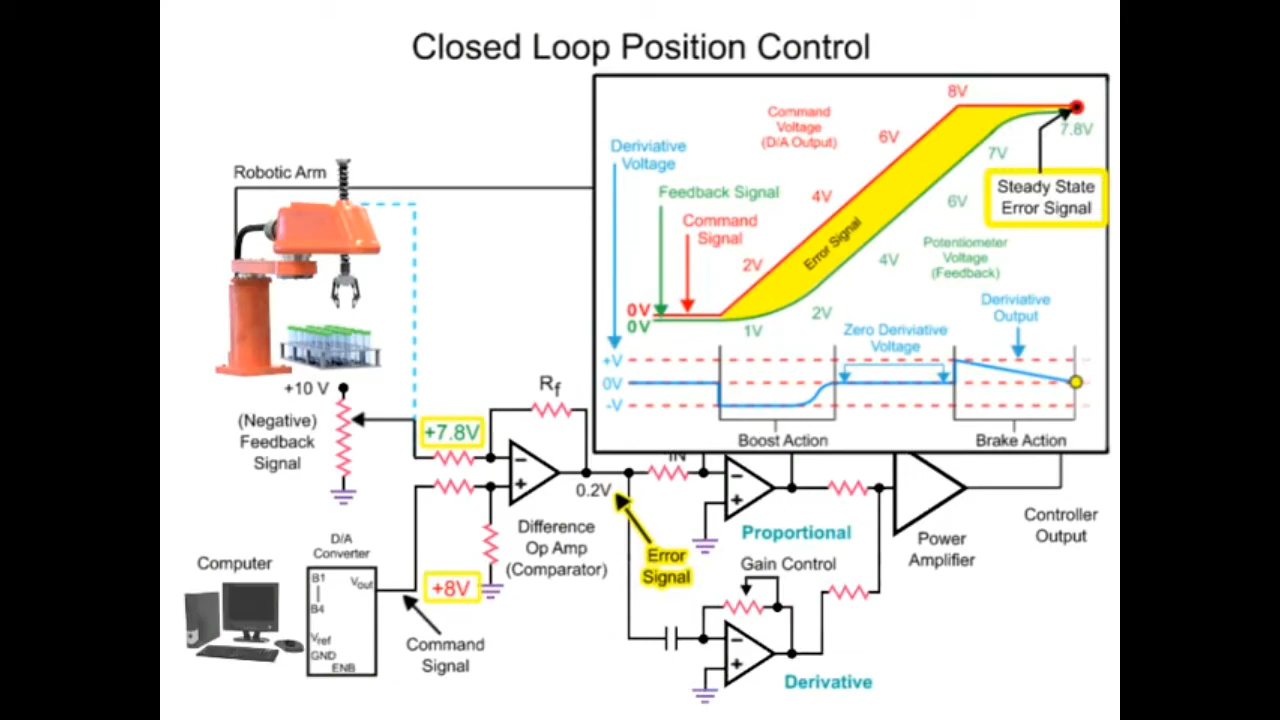 Closed Loop Position Control
8V
Command
Voltage
(D/A Output)
6V
7.8V
Deriviative
Voltage
7V
Feedback Signal
4V
Steady State
Error Signal
6V
Command
Signal
Error Signal
Potentiometer
Voltage
(Feedback)
2V
4V
Deriviative
Output
0V
0V
1V
2V
Zero Deriviative
Voltage
+V
0V
-V
Boost Action
Brake Action
Robotic Arm
+10 V
(Negative)
Feedback
Signal
+7.8V
Rf
−
+
0.2V
IN
−
+
Difference
Op Amp
(Comparator)
Error
Signal
Proportional
Power
Amplifier
Controller
Output
Gain Control
−
+
Derivative
Computer
D/A
Converter
B1
B4
Vout
Vref
GND
ENB
+8V
Command
Signal